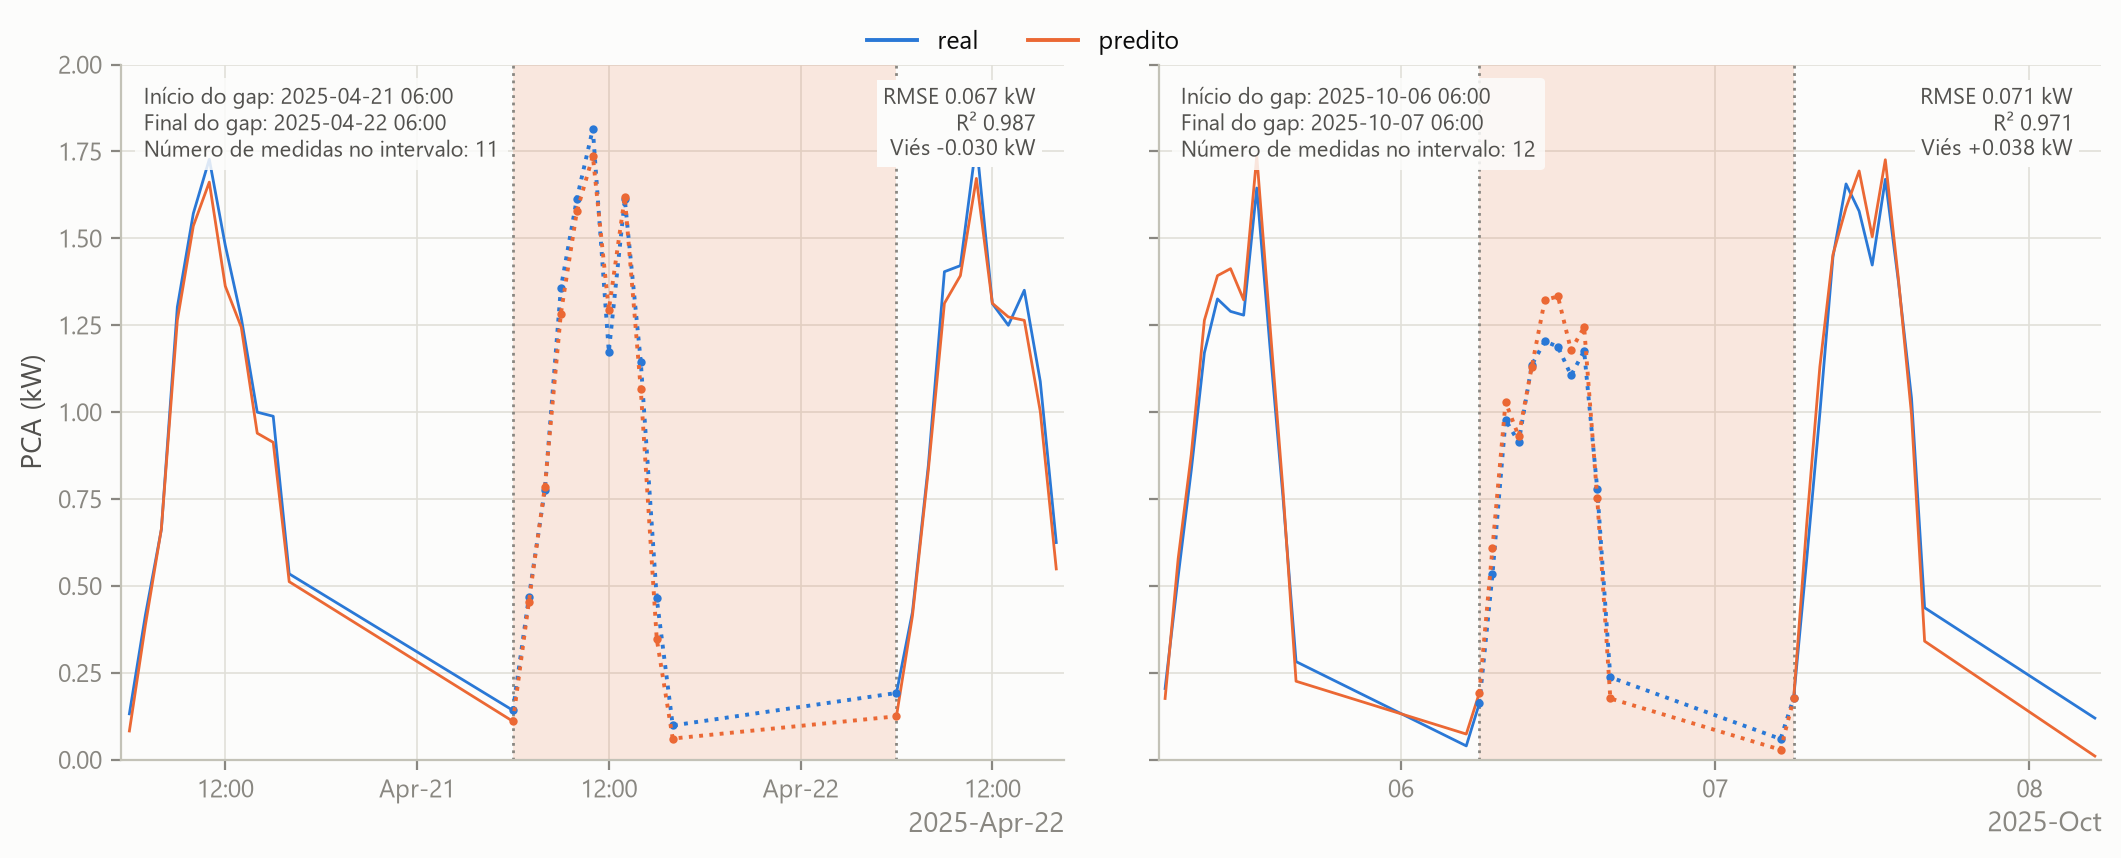 real predito
2.00
1.75
1.50
1.25
1.00
0.75
0.50
0.25
0.00
PCA (kW)
Início do gap: 2025-04-21 06:00
Final do gap: 2025-04-22 06:00
Número de medidas no intervalo: 11
RMSE 0.067 kW
R² 0.987
Viés -0.030 kW
12:00 Apr-21 12:00 Apr-22 12:00
2025-Apr-22
Início do gap: 2025-10-06 06:00
Final do gap: 2025-10-07 06:00
Número de medidas no intervalo: 12
RMSE 0.071 kW
R² 0.971
Viés +0.038 kW
06 07 08
2025-Oct